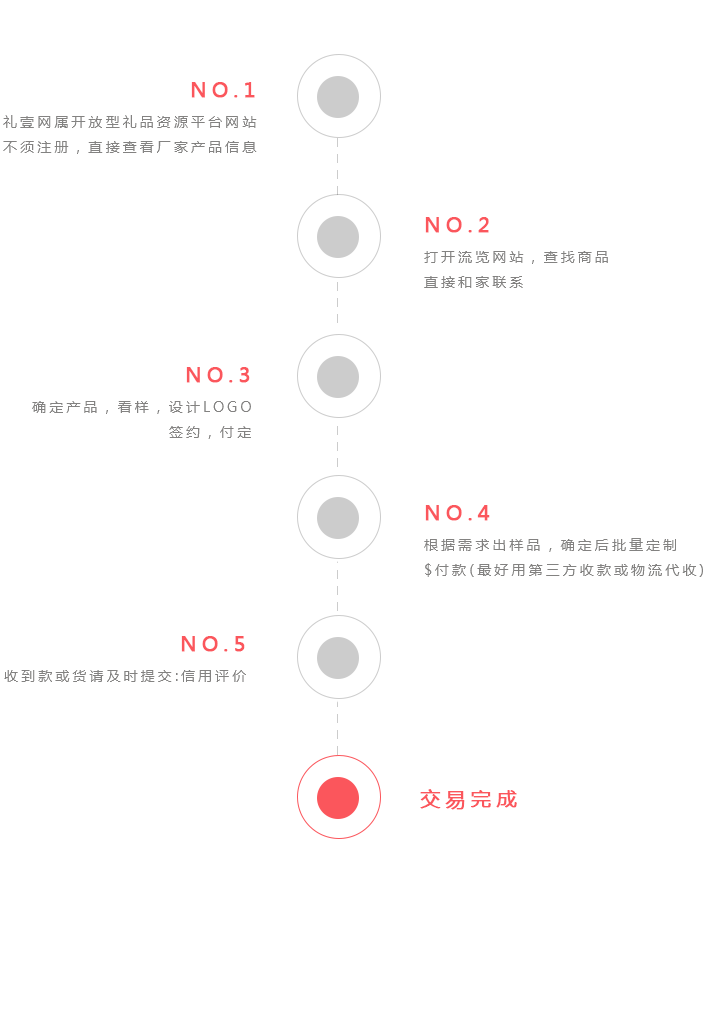 NO.1
礼壹网属开放型礼品资源平台网站
不须注册，直接查看厂家产品信息
NO.2
打开流览网站，查找商品
直接和家联系
NO.3
确定产品，看样，设计LOGO
签约，付定
NO.4
根据需求出样品，确定后批量定制
$付款(最好用第三方收款或物流代收)
NO.5
收到款或货请及时提交:信用评价
交易完成